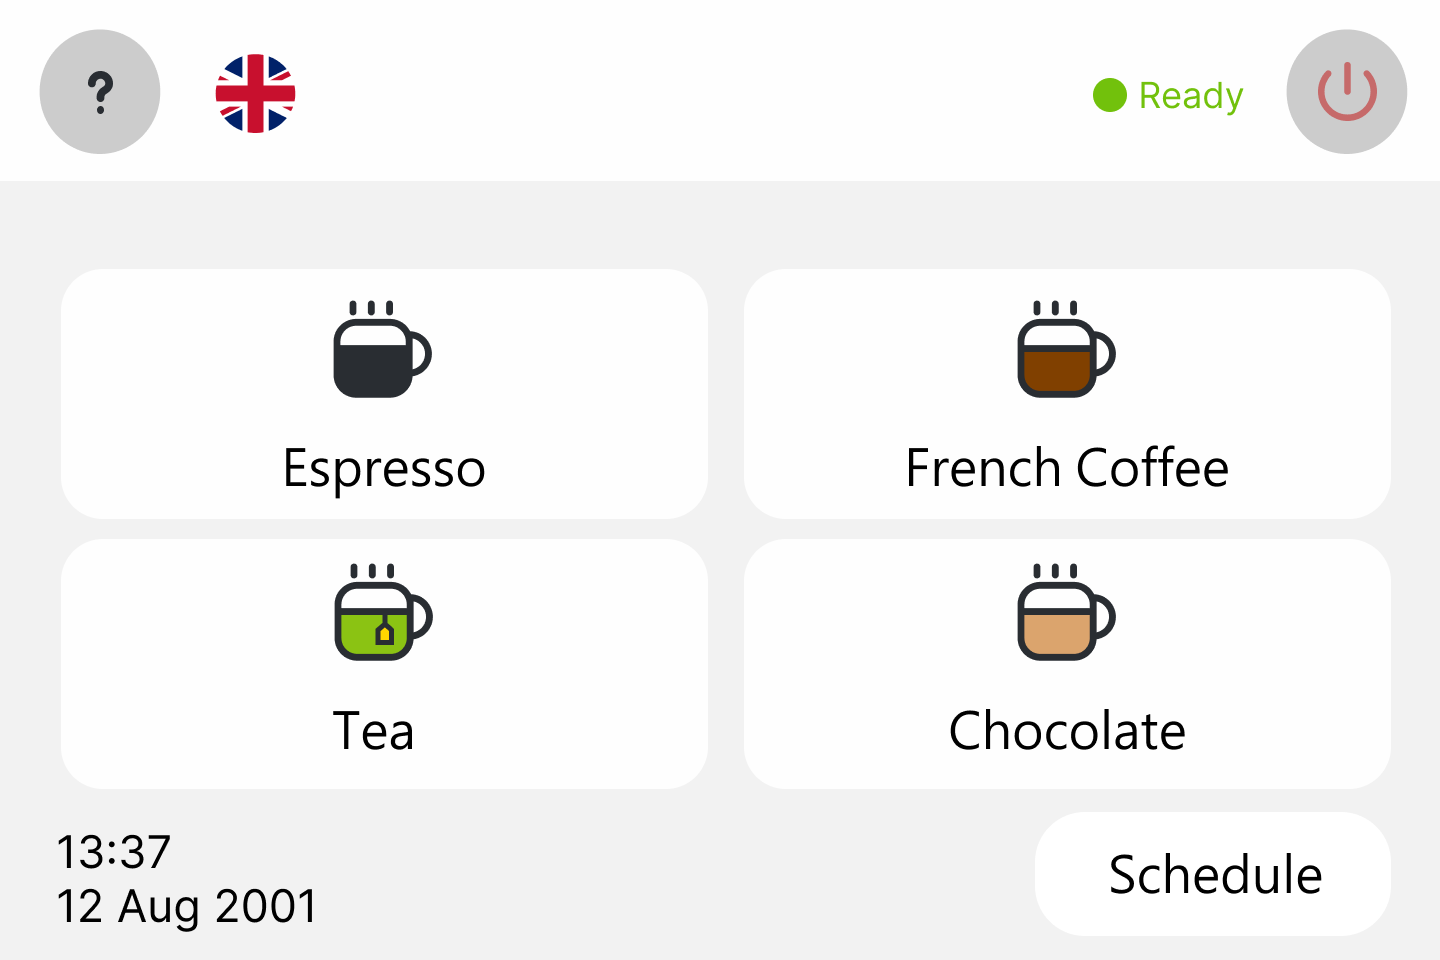 ?
Ready
Espresso
French Coffee
Tea
Chocolate
13:37
12 Aug 2001
Schedule